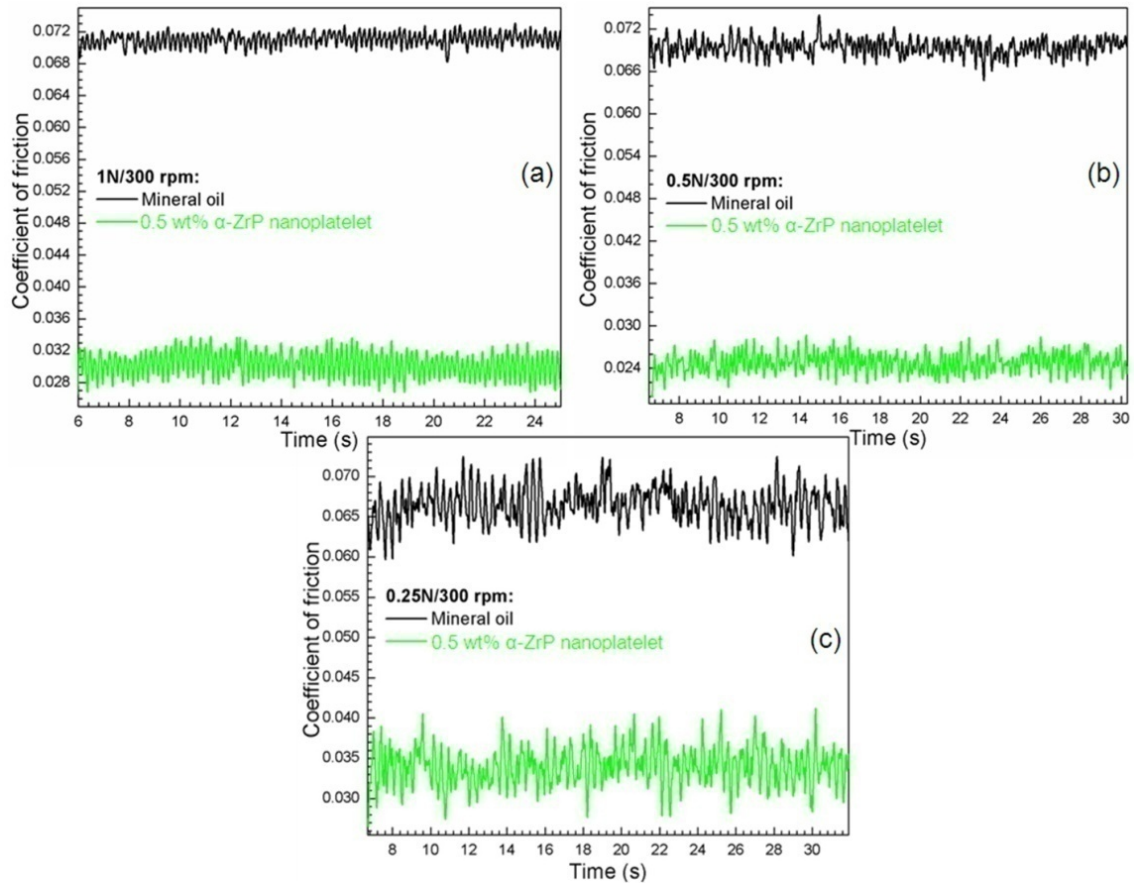 Coefficient of friction
0.072
0.068
0.064
0.060
0.056
0.052
0.048
0.044
0.040
0.036
0.032
0.028
1N/300 rpm:
Mineral oil
0.5 wt% α-ZrP nanoplatelet
(a)
6 8 10 12 14 16 18 20 22 24
Time (s)
Coefficient of friction
0.072
0.066
0.060
0.054
0.048
0.042
0.036
0.030
0.024
0.5N/300 rpm:
Mineral oil
0.5 wt% α-ZrP nanoplatelet
(b)
8 10 12 14 16 18 20 22 24 26 28 30
Time (s)
Coefficient of friction
0.070
0.065
0.060
0.055
0.050
0.045
0.040
0.035
0.030
0.25N/300 rpm:
Mineral oil
0.5 wt% α-ZrP nanoplatelet
(c)
8 10 12 14 16 18 20 22 24 26 28 30
Time (s)